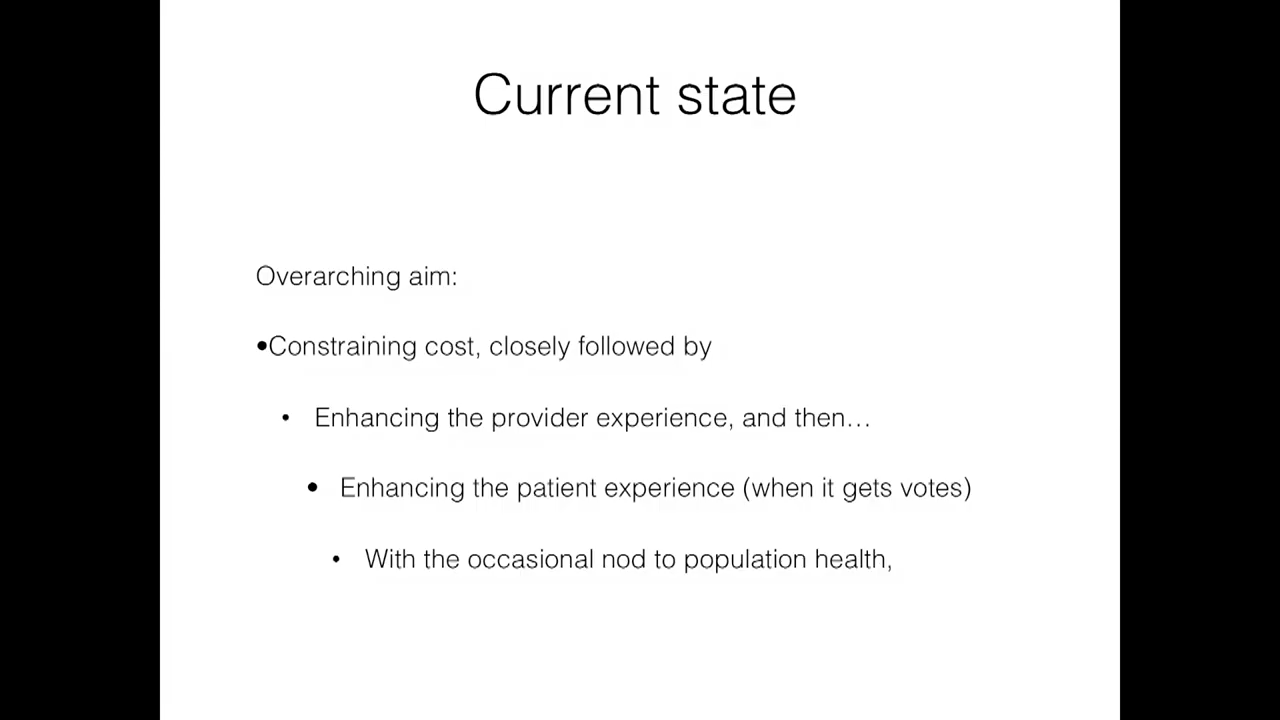 Current state
Overarching aim:
•Constraining cost, closely followed by
• Enhancing the provider experience, and then…
• Enhancing the patient experience (when it gets votes)
• With the occasional nod to population health,